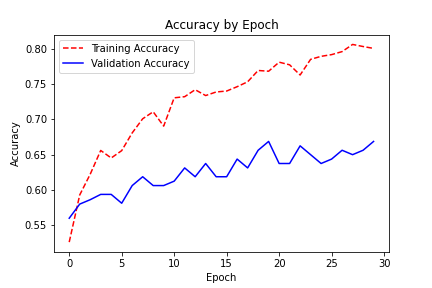 Accuracy by Epoch
Training Accuracy
Validation Accuracy
Accuracy
0.80
0.75
0.70
0.65
0.60
0.55
0 5 10 15 20 25 30
Epoch